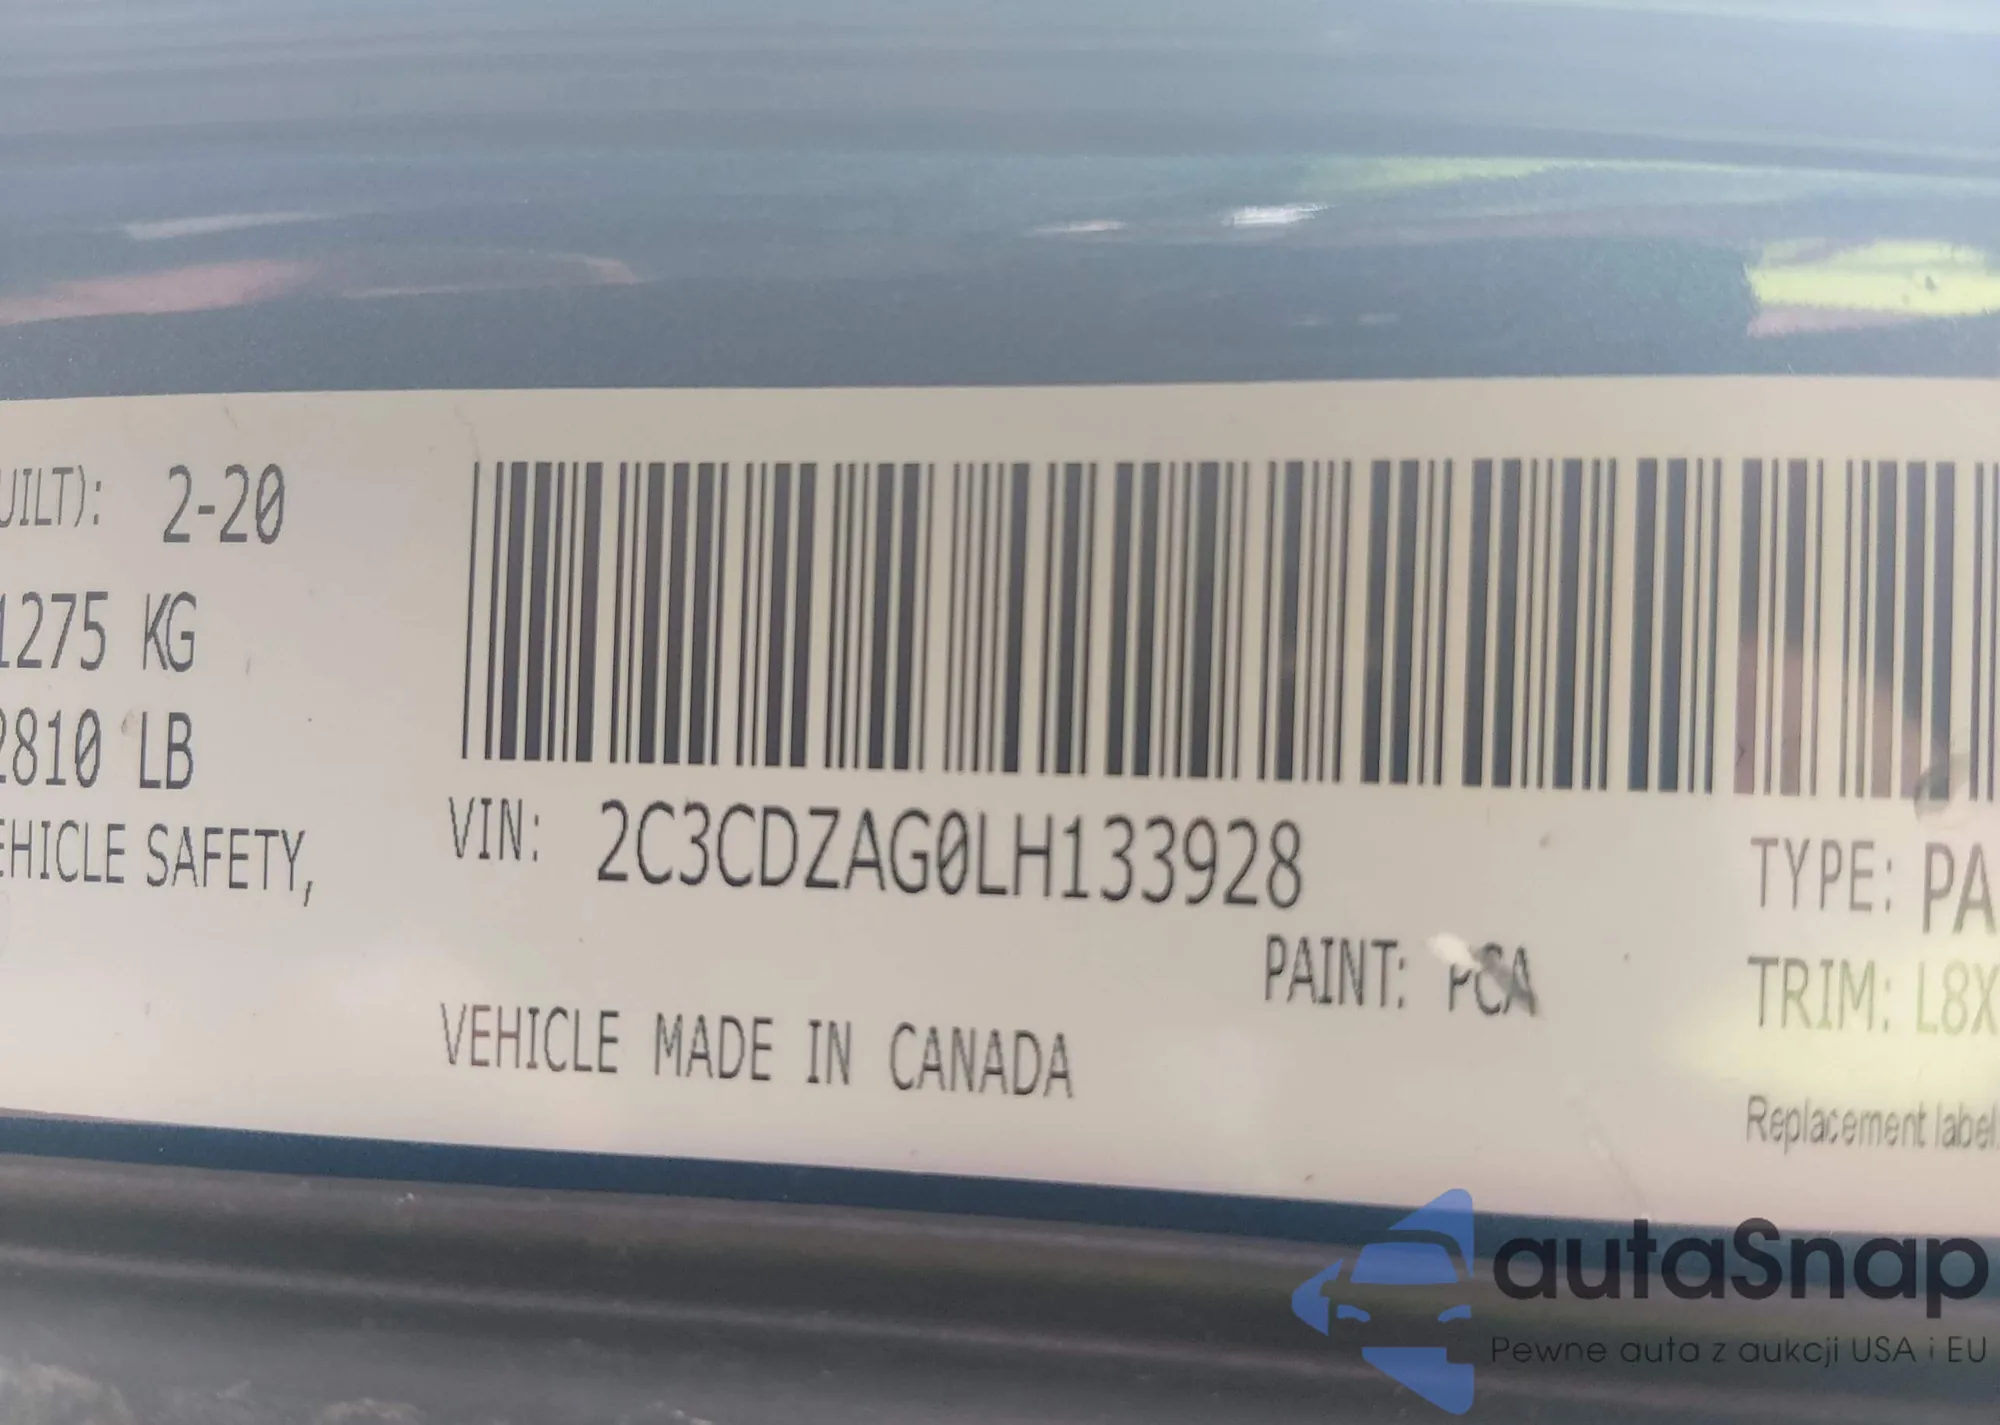 UILT): 2-20
1275 KG
2810 LB
EHICLE SAFETY,
VIN: 2C3CDZAG0LH133928
PAINT: PCA
VEHICLE MADE IN CANADA
TYPE: PA
TRIM: L8X
Replacement label
autaSnap
Pewne auta z aukcji USA i EU